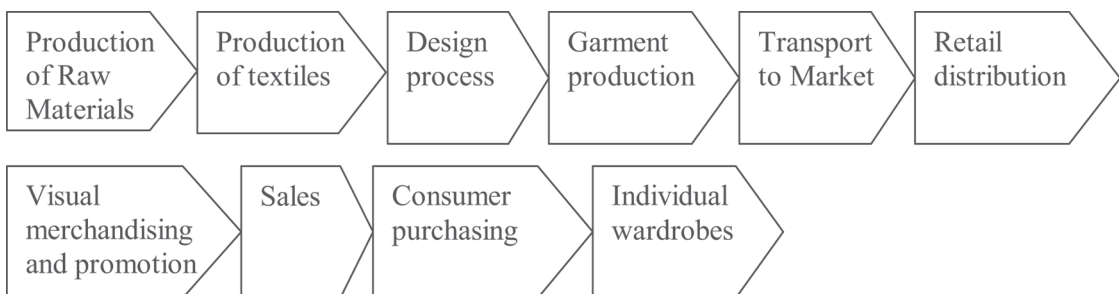 Production
of Raw
Materials
Production
of textiles
Design
process
Garment
production
Transport
to Market
Retail
distribution
Visual
merchandising
and promotion
Sales
Consumer
purchasing
Individual
wardrobes